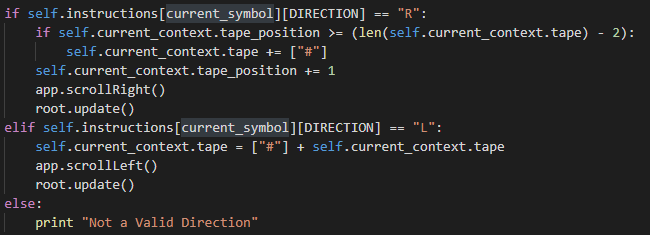 if self.instructions[current_symbol][DIRECTION] == "R":
    if self.current_context.tape_position >= (len(self.current_context.tape) - 2):
        self.current_context.tape += ["#"]
    self.current_context.tape_position += 1
    app.scrollRight()
    root.update()
elif self.instructions[current_symbol][DIRECTION] == "L":
    self.current_context.tape = ["#"] + self.current_context.tape
    app.scrollLeft()
    root.update()
else:
    print "Not a Valid Direction"